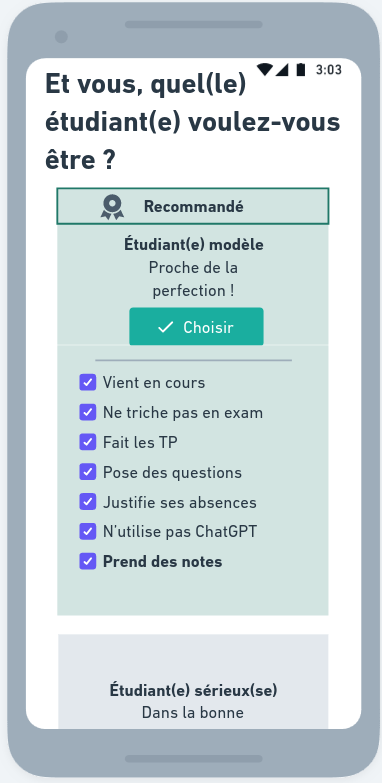 3:03
Et vous, quel(le)
étudiant(e) voulez-vous
être ?
Recommandé
Étudiant(e) modèle
Proche de la
perfection !
Choisir
Vient en cours
Ne triche pas en exam
Fait les TP
Pose des questions
Justifie ses absences
N'utilise pas ChatGPT
Prend des notes
Étudiant(e) sérieux(se)
Dans la bonne